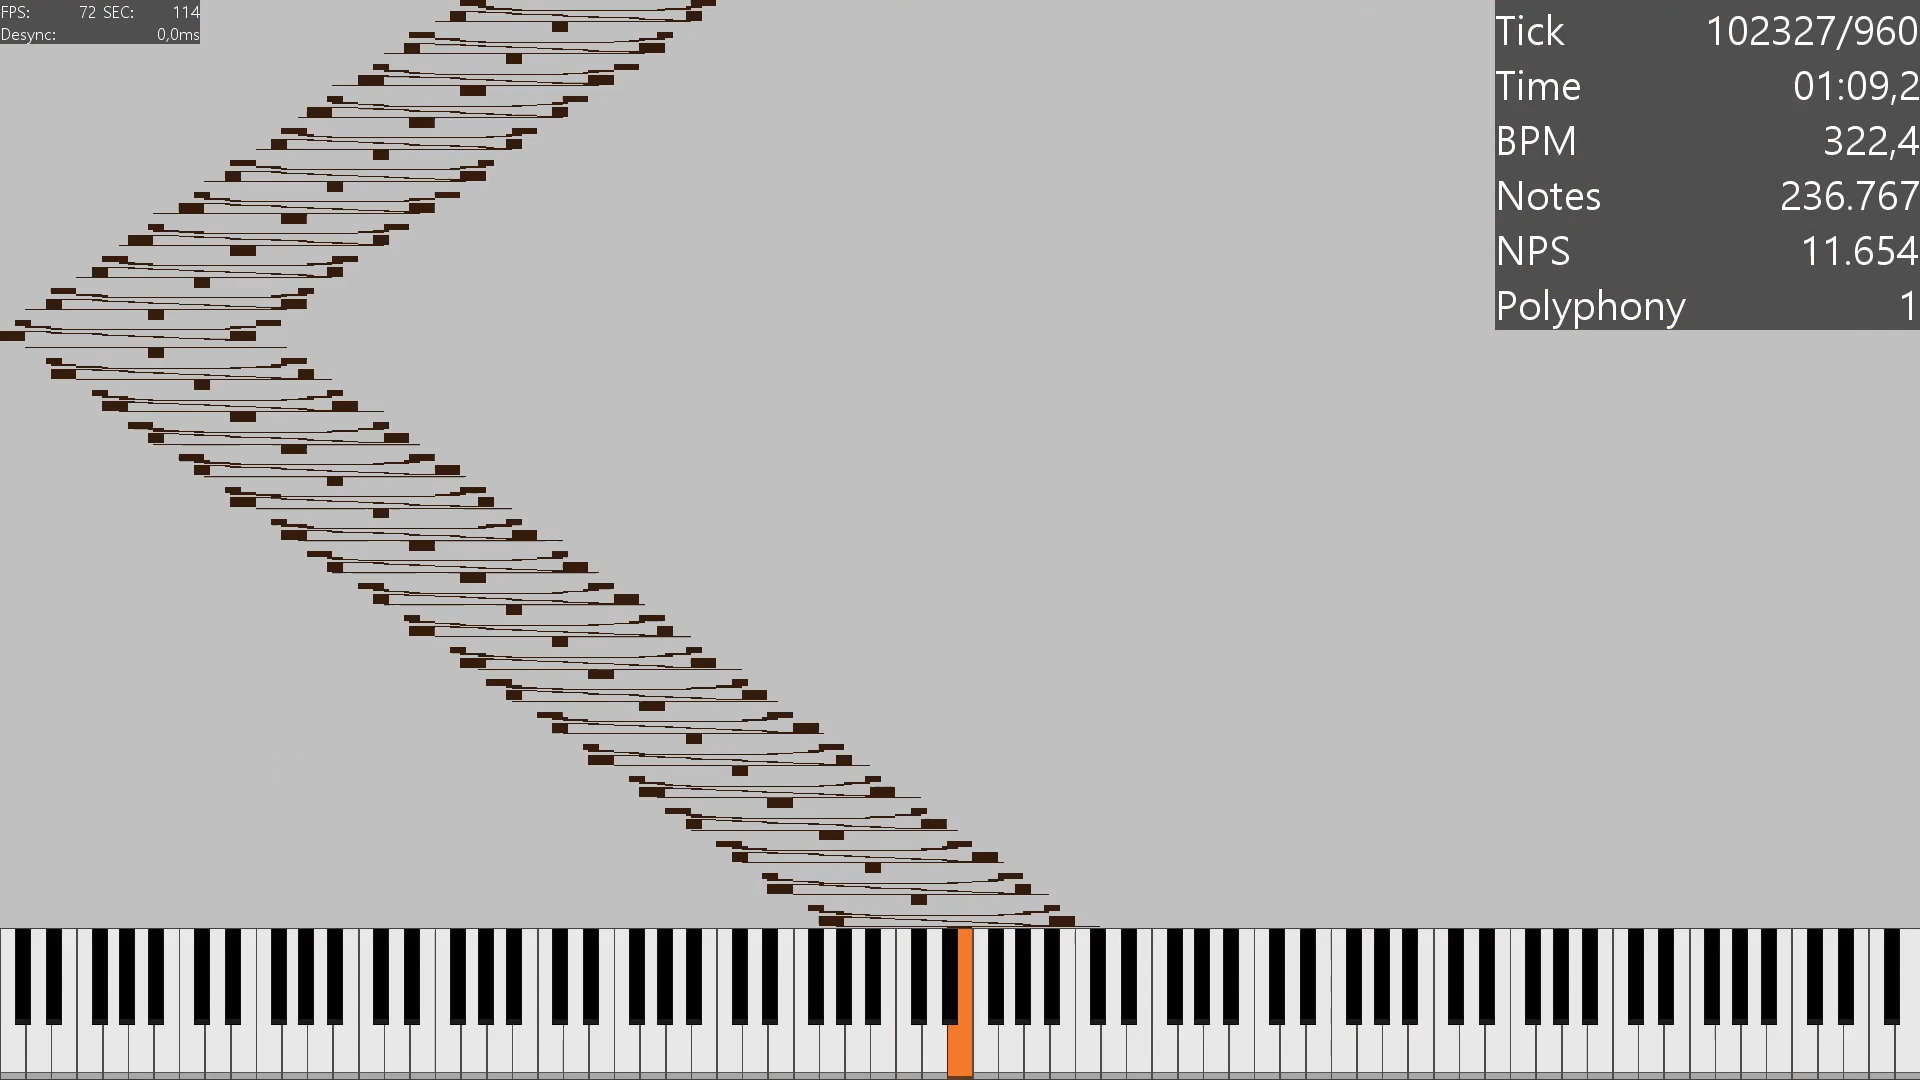 FPS: 72 SEC: 114
Desync: 0,0ms
Tick 102327/960
Time 01:09,2
BPM 322,4
Notes 236.767
NPS 11.654
Polyphony 1